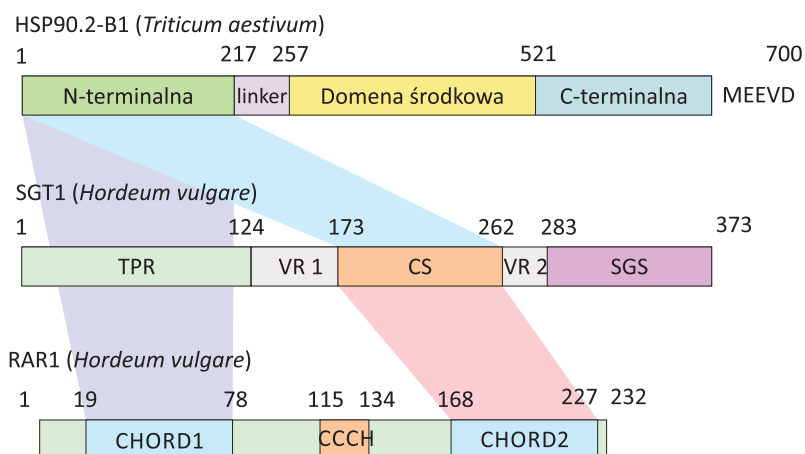 HSP90.2-B1 (Triticum aestivum)
1 217 257 521 700
N-terminalna linker Domena środkowa C-terminalna MEEVD
SGT1 (Hordeum vulgare)
1 124 173 262 283 373
TPR VR 1 CS VR 2 SGS
RAR1 (Hordeum vulgare)
1 19 78 115 134 168 227 232
CHORD1 CCCH CHORD2